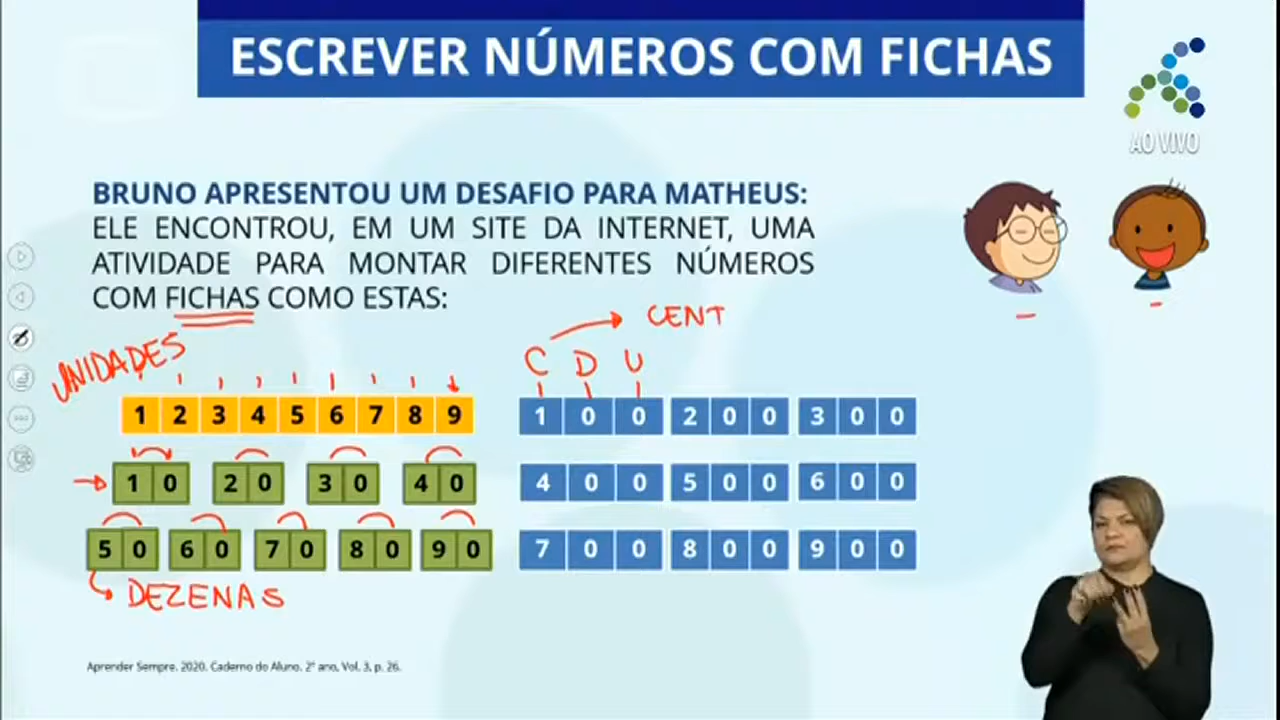 ESCREVER NÚMEROS COM FICHAS
AO VIVO
BRUNO APRESENTOU UM DESAFIO PARA MATHEUS:
ELE ENCONTROU, EM UM SITE DA INTERNET, UMA
ATIVIDADE PARA MONTAR DIFERENTES NÚMEROS
COM FICHAS COMO ESTAS:
CENT
UNIDADES
C D U
1 2 3 4 5 6 7 8 9
1 0 0 2 0 0 3 0 0
1 0 2 0 3 0 4 0
4 0 0 5 0 0 6 0 0
5 0 6 0 7 0 8 0 9 0
7 0 0 8 0 0 9 0 0
DEZENAS
Aprender Sempre. 2020. Caderno do Aluno. 2º ano, Vol. 3, p. 26.